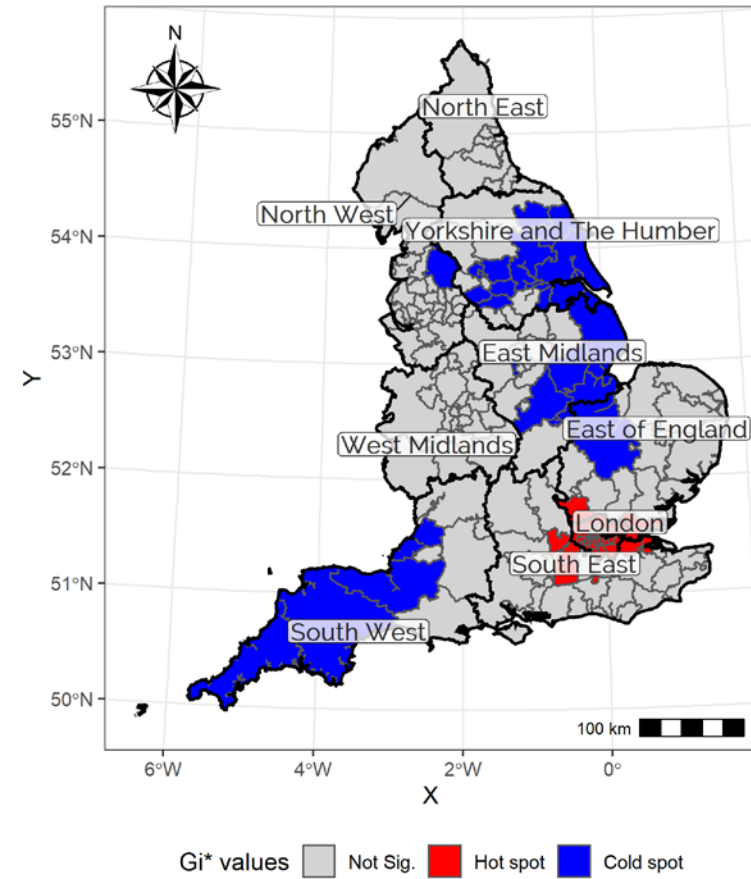 N
North East
55°N
North West
Yorkshire and The Humber
54°N
53°N
East Midlands
East of England
West Midlands
52°N
London
South East
51°N
South West
50°N
100 km
6°W
4°W
2°W
0°
X
Y
Gi* values
Not Sig.
Hot spot
Cold spot